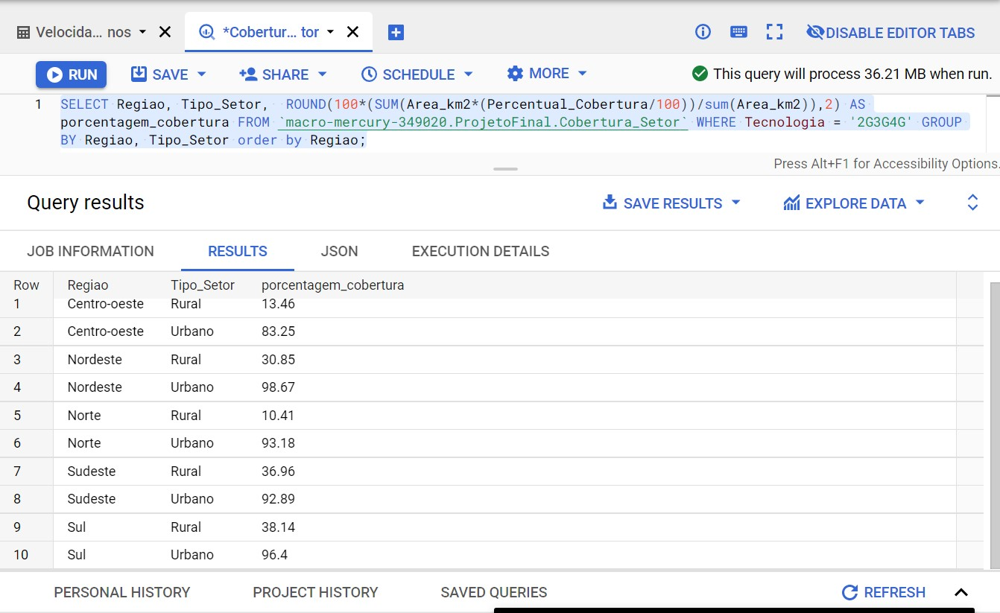 Velocida... nos
*Cobertur... tor
DISABLE EDITOR TABS
RUN SAVE SHARE SCHEDULE MORE This query will process 36.21 MB when run.
1 SELECT Regiao, Tipo_Setor, ROUND(100*(SUM(Area_km2*(Percentual_Cobertura/100))/sum(Area_km2)),2) AS
porcentagem_cobertura FROM `macro-mercury-349020.ProjetoFinal.Cobertura_Setor` WHERE Tecnologia = '2G3G4G' GROUP
BY Regiao, Tipo_Setor order by Regiao;
Press Alt+F1 for Accessibility Options.
Query results SAVE RESULTS EXPLORE DATA
JOB INFORMATION RESULTS JSON EXECUTION DETAILS
Row Regiao Tipo_Setor porcentagem_cobertura
1 Centro-oeste Rural 13.46
2 Centro-oeste Urbano 83.25
3 Nordeste Rural 30.85
4 Nordeste Urbano 98.67
5 Norte Rural 10.41
6 Norte Urbano 93.18
7 Sudeste Rural 36.96
8 Sudeste Urbano 92.89
9 Sul Rural 38.14
10 Sul Urbano 96.4
PERSONAL HISTORY PROJECT HISTORY SAVED QUERIES REFRESH